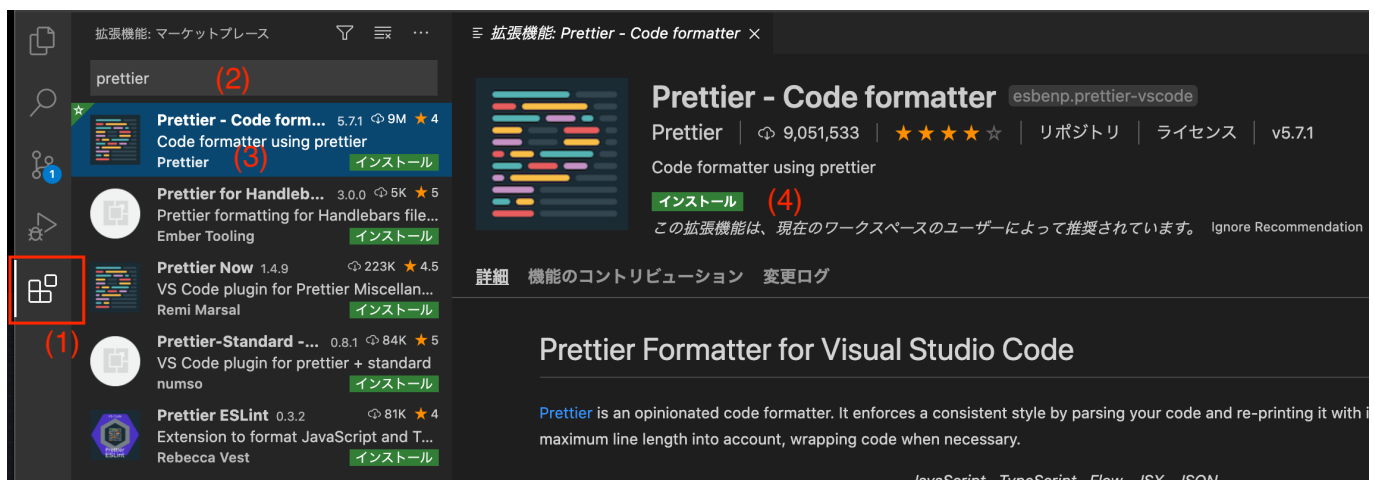 拡張機能: マーケットプレース
prettier
(2)
Prettier - Code form... 5.7.1 9M ★ 4
Code formatter using prettier
(3)
Prettier インストール
Prettier for Handleb... 3.0.0 5K ★ 5
Prettier formatting for Handlebars file...
Ember Tooling インストール
Prettier Now 1.4.9 223K ★ 4.5
VS Code plugin for Prettier Miscellan...
Remi Marsal インストール
Prettier-Standard -... 0.8.1 84K ★ 5
VS Code plugin for prettier + standard
numso インストール
Prettier ESLint 0.3.2 81K ★ 4
Extension to format JavaScript and T...
Rebecca Vest インストール
1
(1)
拡張機能: Prettier - Code formatter ×
Prettier - Code formatter esbenp.prettier-vscode
Prettier 9,051,533 ★★★★☆ リポジトリ ライセンス v5.7.1
Code formatter using prettier
インストール (4)
この拡張機能は、現在のワークスペースのユーザーによって推奨されています。 Ignore Recommendation
詳細 機能のコントリビューション 変更ログ
Prettier Formatter for Visual Studio Code
Prettier is an opinionated code formatter. It enforces a consistent style by parsing your code and re-printing it with i
maximum line length into account, wrapping code when necessary.
JavaScript · TypeScript · Flow · JSX · JSON